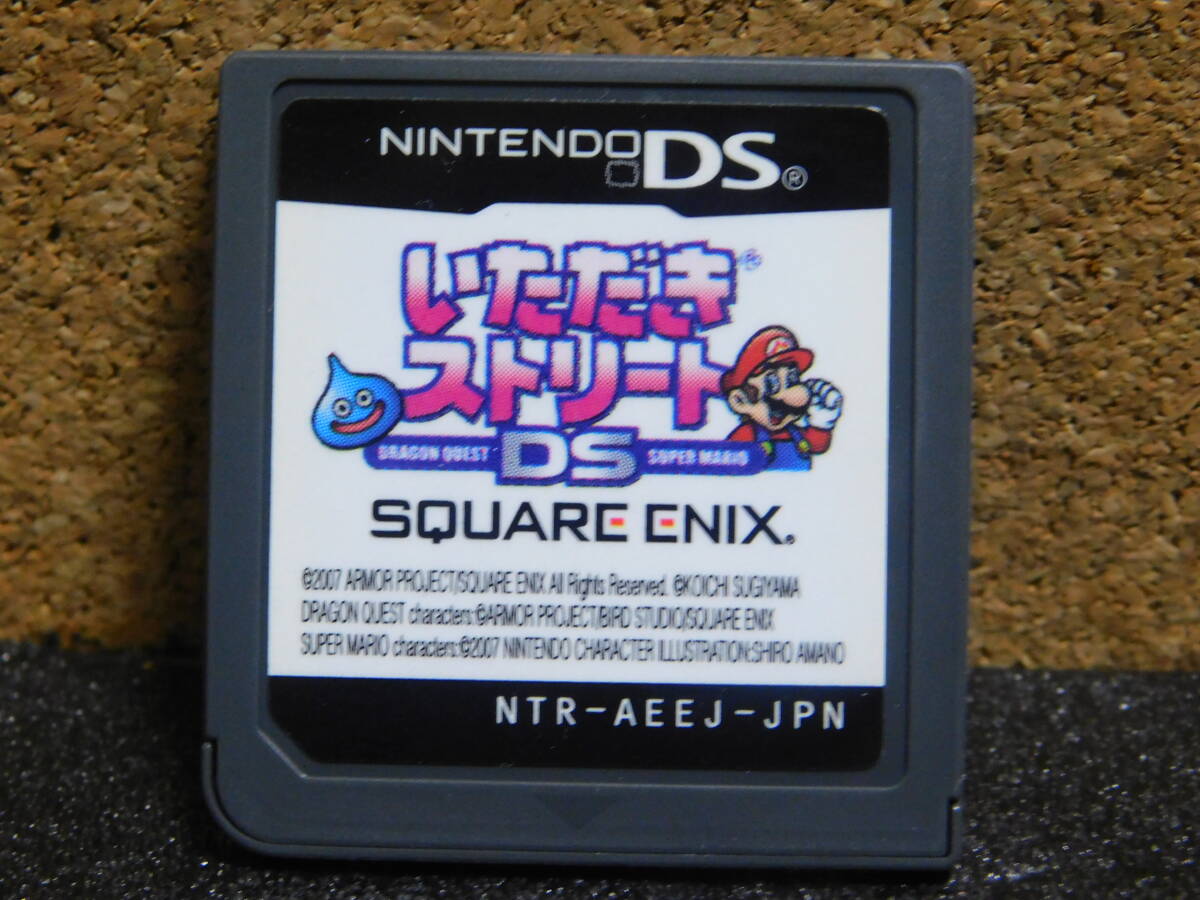 NINTENDO DS®
いただき®
ストリート
DRAGON QUEST DS SUPER MARIO
SQUARE ENIX.
©2007 ARMOR PROJECT/SQUARE ENIX All Rights Reserved. ©KOICHI SUGIYAMA
DRAGON QUEST characters:©ARMOR PROJECT/BIRD STUDIO/SQUARE ENIX
SUPER MARIO characters:©2007 NINTENDO CHARACTER ILLUSTRATION:SHIRO AMANO
NTR-AEEJ-JPN